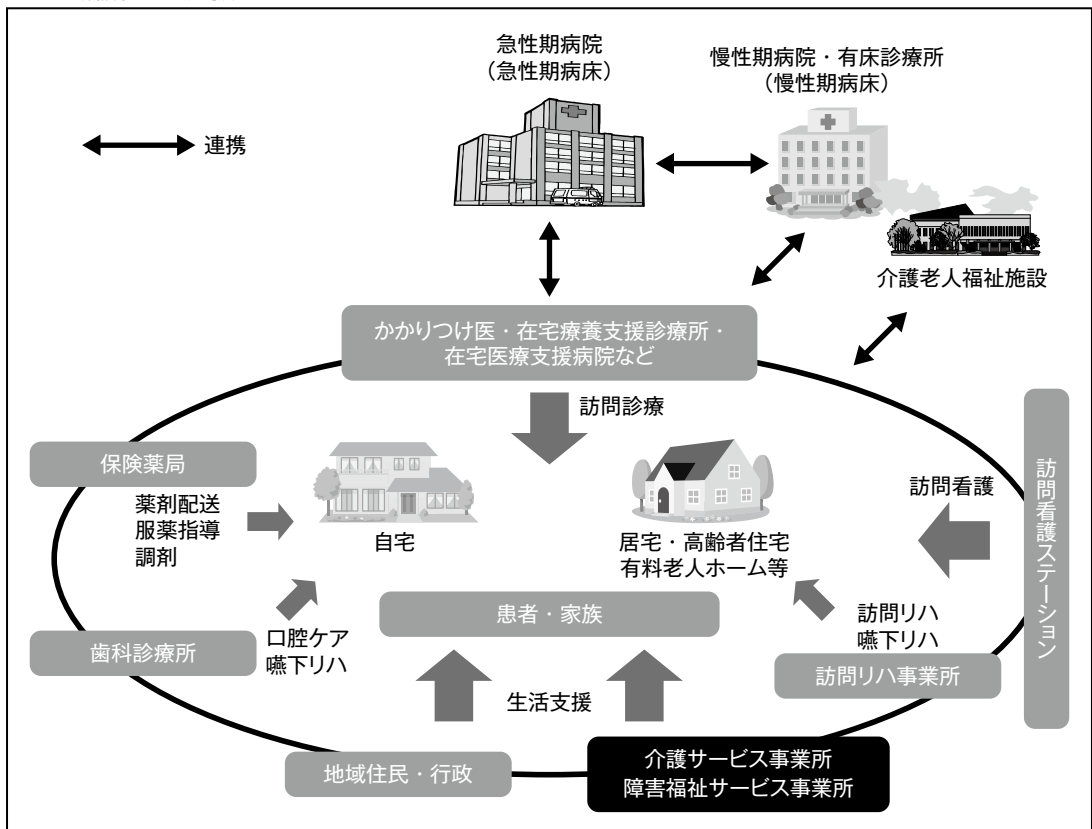 急性期病院
（急性期病床）
慢性期病院・有床診療所
（慢性期病床）
連携
介護老人福祉施設
かかりつけ医・在宅療養支援診療所・
在宅医療支援病院など
訪問診療
保険薬局
薬剤配送
服薬指導
調剤
自宅
居宅・高齢者住宅
有料老人ホーム等
訪問看護
訪問看護ステーション
患者・家族
歯科診療所
口腔ケア
嚥下リハ
訪問リハ
嚥下リハ
訪問リハ事業所
生活支援
地域住民・行政
介護サービス事業所
障害福祉サービス事業所